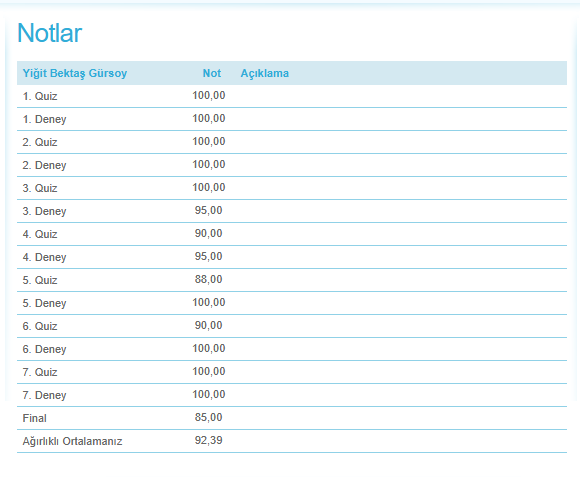 Notlar
Yiğit Bektaş Gürsoy Not Açıklama
1. Quiz 100,00
1. Deney 100,00
2. Quiz 100,00
2. Deney 100,00
3. Quiz 100,00
3. Deney 95,00
4. Quiz 90,00
4. Deney 95,00
5. Quiz 88,00
5. Deney 100,00
6. Quiz 90,00
6. Deney 100,00
7. Quiz 100,00
7. Deney 100,00
Final 85,00
Ağırlıklı Ortalamanız 92,39